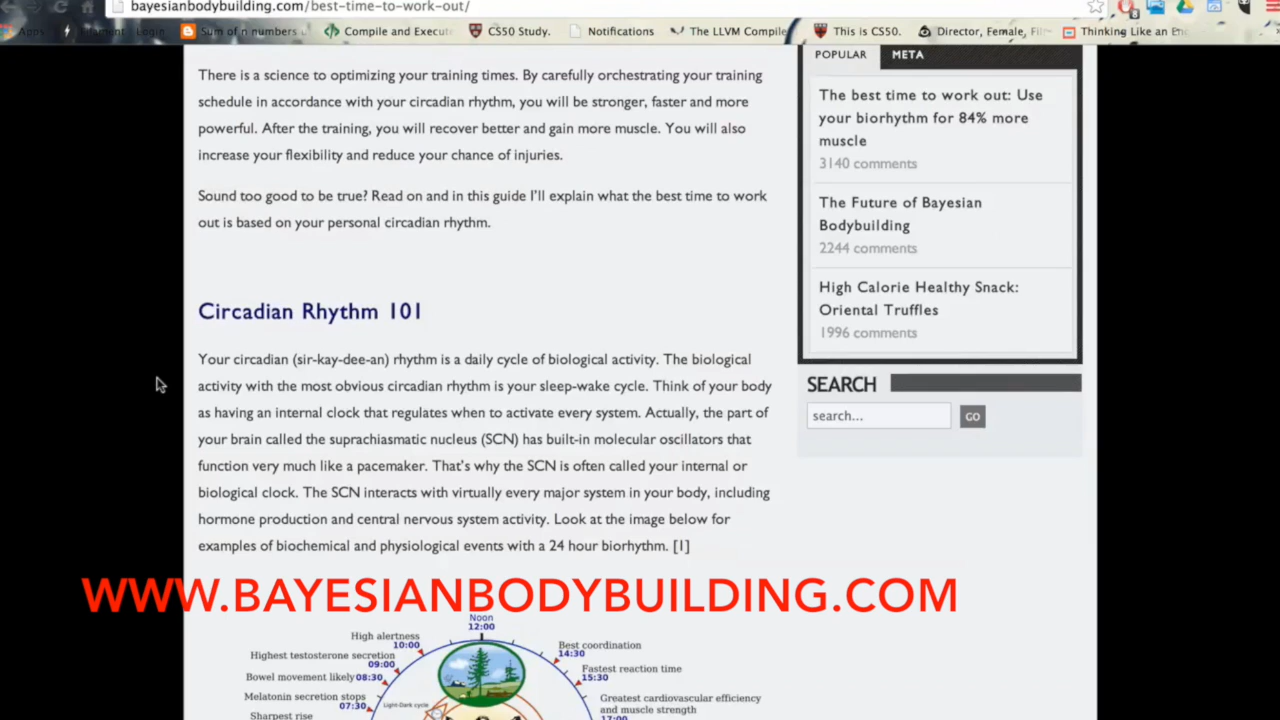 bayesianbodybuilding.com/best-time-to-work-out/
Apps Filament Login Sum of n numbers Compile and Execut CS50 Study. Notifications The LLVM Compile This is CS50. Director, Female, Fil Thinking Like an En
There is a science to optimizing your training times. By carefully orchestrating your training
schedule in accordance with your circadian rhythm, you will be stronger, faster and more
powerful. After the training, you will recover better and gain more muscle. You will also
increase your flexibility and reduce your chance of injuries.
Sound too good to be true? Read on and in this guide I'll explain what the best time to work
out is based on your personal circadian rhythm.
Circadian Rhythm 101
Your circadian (sir-kay-dee-an) rhythm is a daily cycle of biological activity. The biological
activity with the most obvious circadian rhythm is your sleep-wake cycle. Think of your body
as having an internal clock that regulates when to activate every system. Actually, the part of
your brain called the suprachiasmatic nucleus (SCN) has built-in molecular oscillators that
function very much like a pacemaker. That's why the SCN is often called your internal or
biological clock. The SCN interacts with virtually every major system in your body, including
hormone production and central nervous system activity. Look at the image below for
examples of biochemical and physiological events with a 24 hour biorhythm. [1]
POPULAR META
The best time to work out: Use
your biorhythm for 84% more
muscle
3140 comments
The Future of Bayesian
Bodybuilding
2244 comments
High Calorie Healthy Snack:
Oriental Truffles
1996 comments
SEARCH
search... GO
WWW.BAYESIANBODYBUILDING.COM
Noon
12:00
High alertness
10:00
Highest testosterone secretion
09:00
Bowel movement likely 08:30
Melatonin secretion stops
07:30
Sharpest rise
Light-Dark cycle
Best coordination
14:30
Fastest reaction time
15:30
Greatest cardiovascular efficiency
and muscle strength
17:00